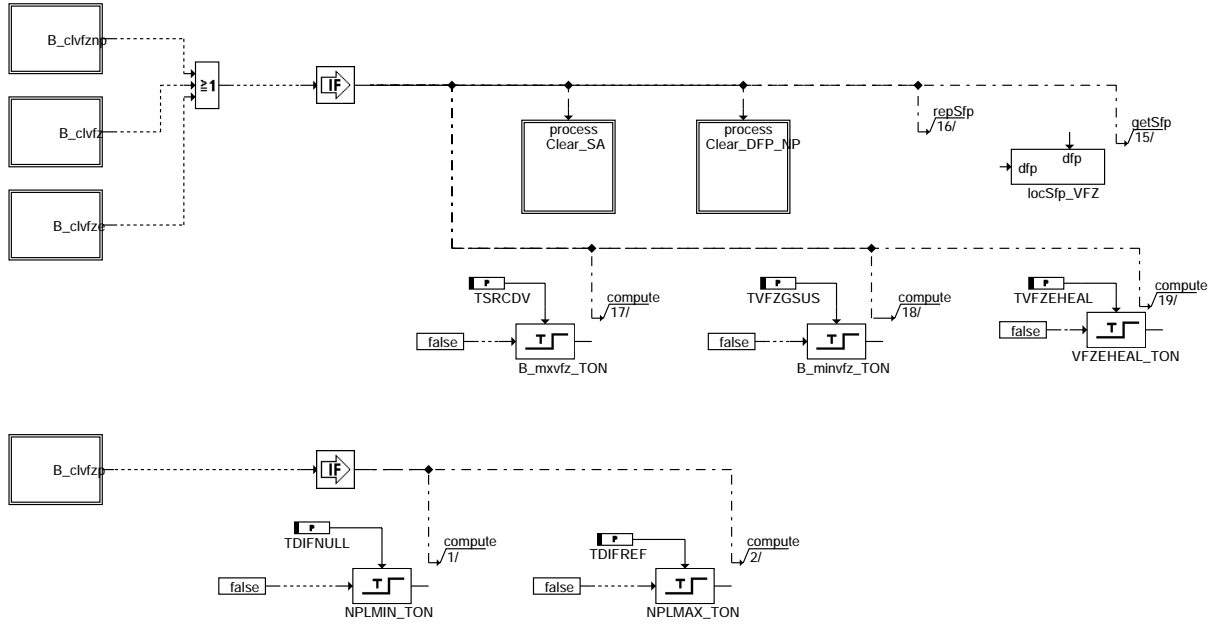 B_clvfznp
≥1
IF
B_clvfz
process
Clear_SA
process
Clear_DFP_NP
repSfp
16/
getSfp
15/
dfp
dfp
locSfp_VFZ
B_clvfze
P
TSRCDV
compute
17/
false
T
B_mxvfz_TON
P
TVFZGSUS
compute
18/
false
T
B_minvfz_TON
P
TVFZEHEAL
compute
19/
false
T
VFZEHEAL_TON
B_clvfzp
IF
P
TDIFNULL
compute
1/
false
T
NPLMIN_TON
P
TDIFREF
compute
2/
false
T
NPLMAX_TON